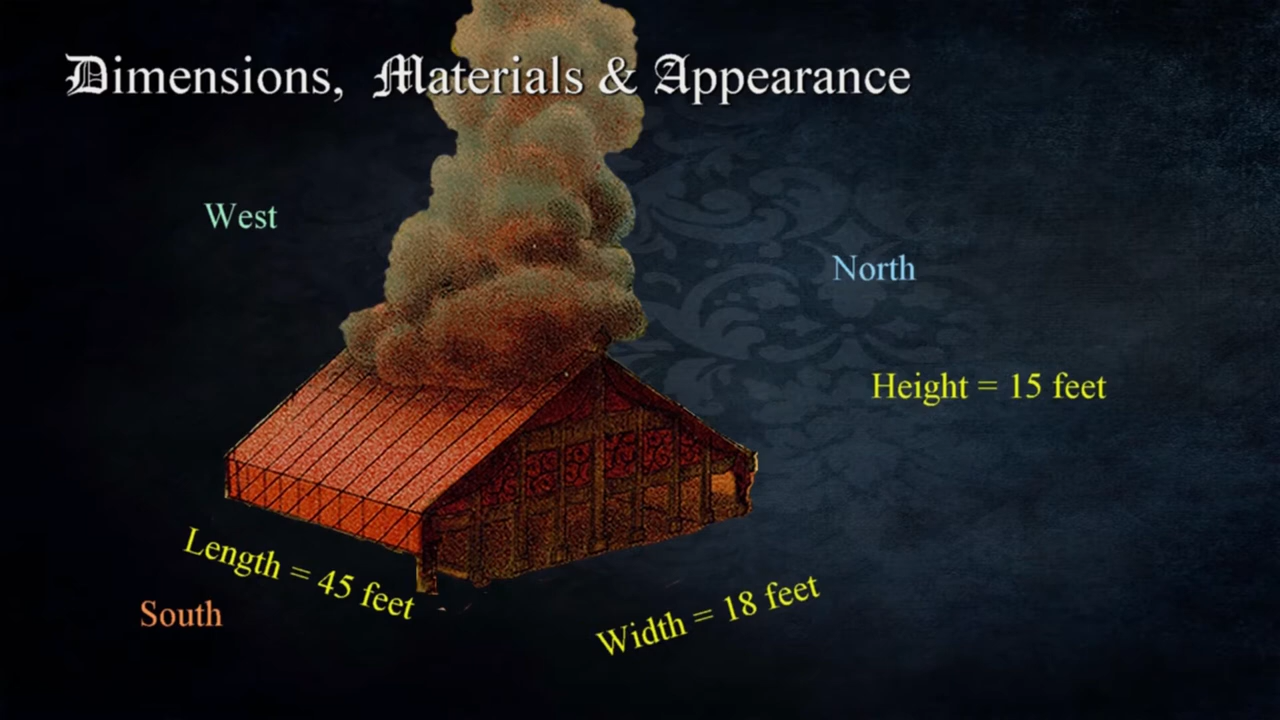 Dimensions, Materials & Appearance
West
North
Height = 15 feet
Length = 45 feet
South
Width = 18 feet